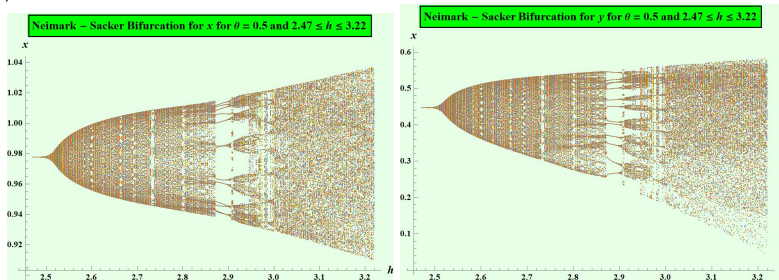 Neimark – Sacker Bifurcation for x for θ = 0.5 and 2.47 ≤ h ≤ 3.22
x
1.04
1.02
1.00
0.98
0.96
0.94
0.92
2.5 2.6 2.7 2.8 2.9 3.0 3.1 3.2 h
Neimark – Sacker Bifurcation for y for θ = 0.5 and 2.47 ≤ h ≤ 3.22
x
0.6
0.5
0.4
0.3
0.2
0.1
2.5 2.6 2.7 2.8 2.9 3.0 3.1 3.2